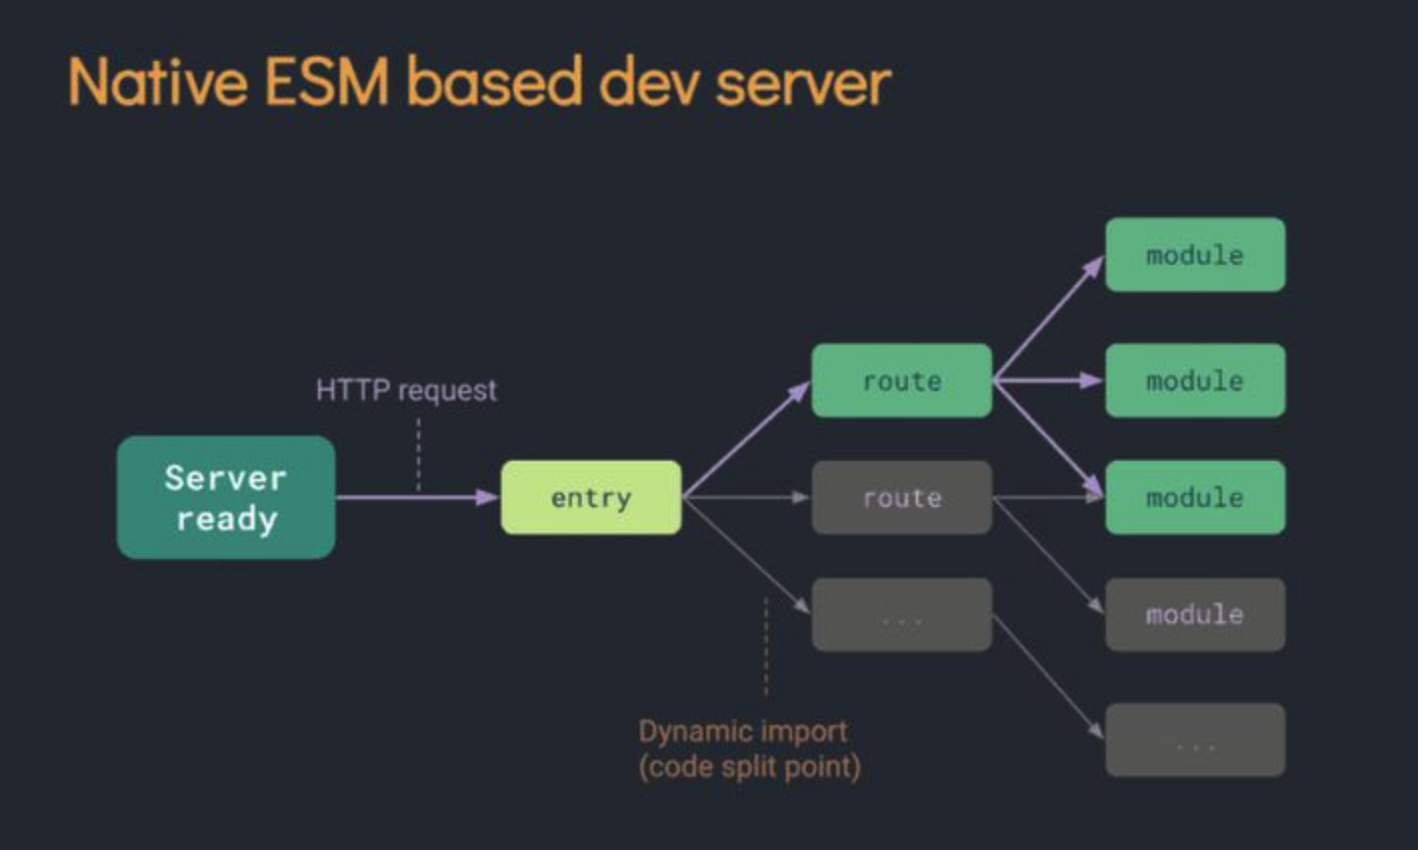 Native ESM based dev server
module
HTTP request
route
module
Server
ready
entry
route
module
...
module
Dynamic import
(code split point)
...